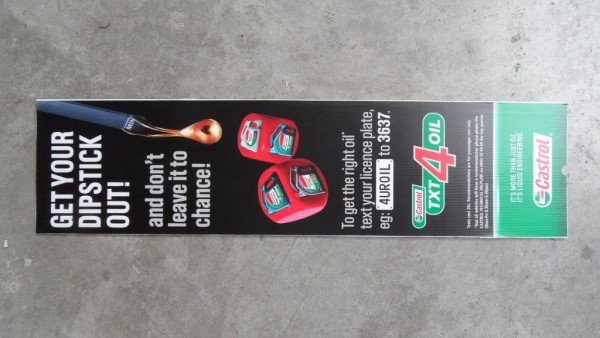 GET YOUR
DIPSTICK
OUT!
and don't
leave it to
chance!
To get the right oil*
text your licence plate,
eg: 4UROIL to 3637.
Castrol
TXT
4
OIL
IT'S MORE THAN JUST OIL.
IT'S LIQUID ENGINEERING.
Castrol